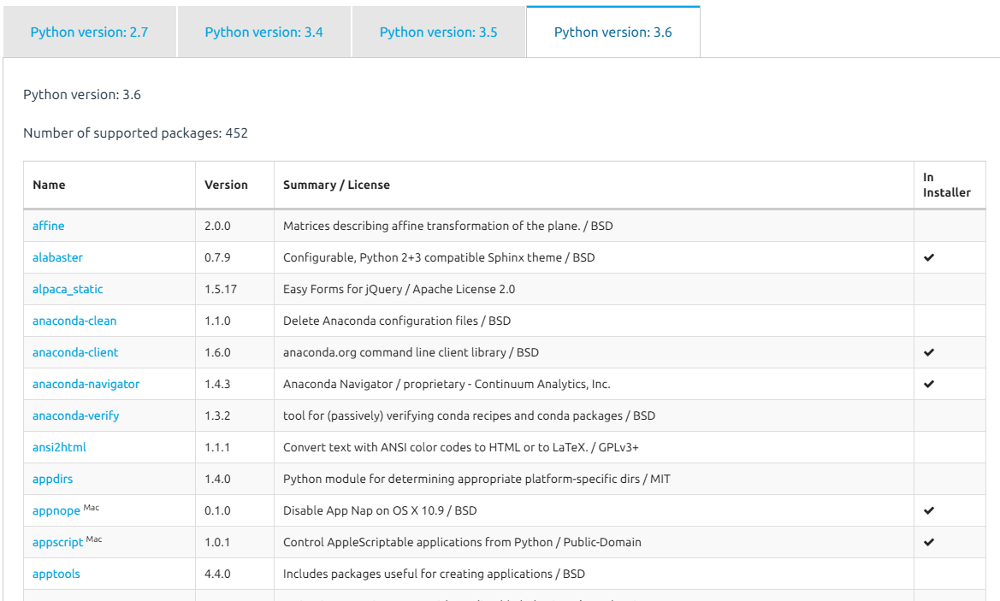 Python version: 2.7 Python version: 3.4 Python version: 3.5 Python version: 3.6
Python version: 3.6
Number of supported packages: 452
Name Version Summary / License In Installer
affine 2.0.0 Matrices describing affine transformation of the plane. / BSD
alabaster 0.7.9 Configurable, Python 2+3 compatible Sphinx theme / BSD ✔
alpaca_static 1.5.17 Easy Forms for jQuery / Apache License 2.0
anaconda-clean 1.1.0 Delete Anaconda configuration files / BSD
anaconda-client 1.6.0 anaconda.org command line client library / BSD ✔
anaconda-navigator 1.4.3 Anaconda Navigator / proprietary - Continuum Analytics, Inc. ✔
anaconda-verify 1.3.2 tool for (passively) verifying conda recipes and conda packages / BSD
ansi2html 1.1.1 Convert text with ANSI color codes to HTML or to LaTeX. / GPLv3+
appdirs 1.4.0 Python module for determining appropriate platform-specific dirs / MIT
appnope Mac 0.1.0 Disable App Nap on OS X 10.9 / BSD ✔
appscript Mac 1.0.1 Control AppleScriptable applications from Python / Public-Domain ✔
apptools 4.4.0 Includes packages useful for creating applications / BSD